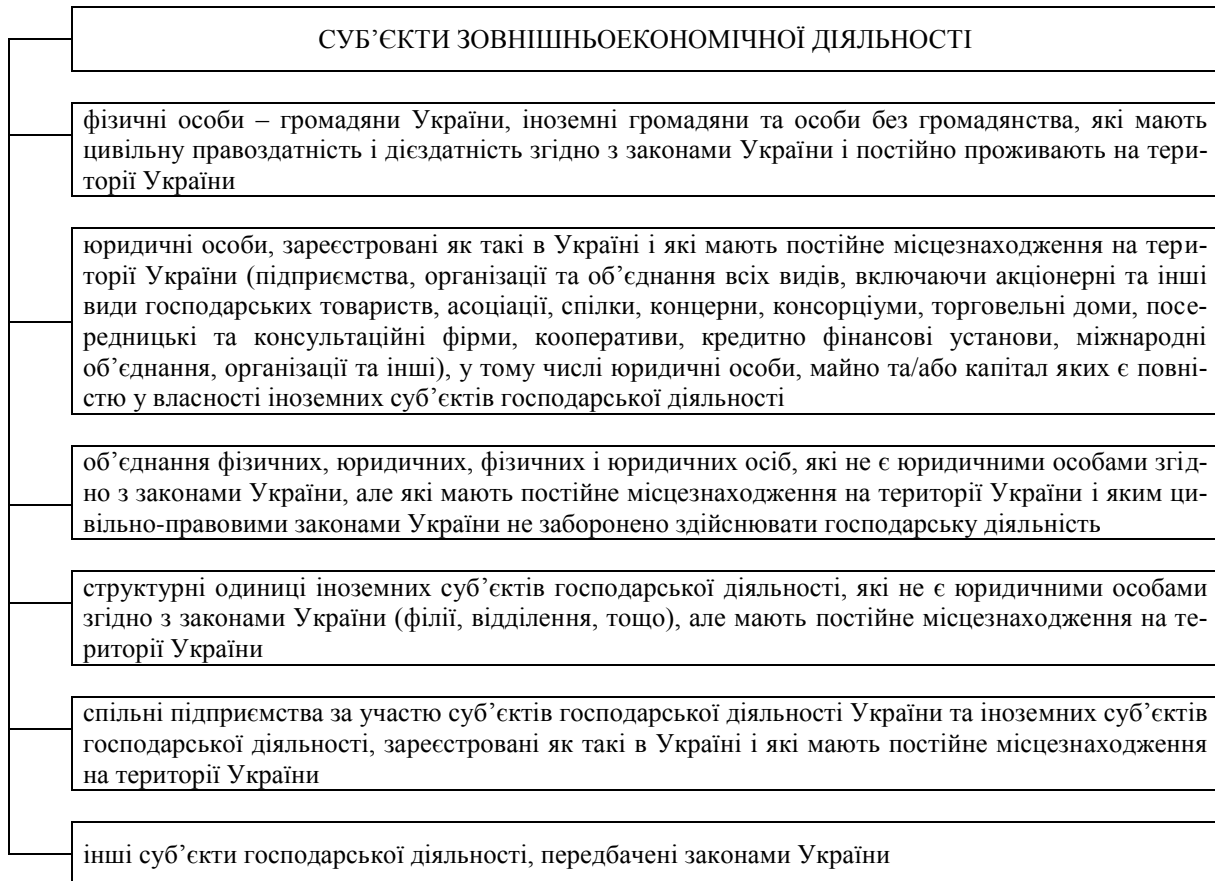 СУБ’ЄКТИ ЗОВНІШНЬОЕКОНОМІЧНОЇ ДІЯЛЬНОСТІ
фізичні особи – громадяни України, іноземні громадяни та особи без громадянства, які мають
цивільну правоздатність і дієздатність згідно з законами України і постійно проживають на тери-
торії України
юридичні особи, зареєстровані як такі в Україні і які мають постійне місцезнаходження на тери-
торії України (підприємства, організації та об’єднання всіх видів, включаючи акціонерні та інші
види господарських товариств, асоціації, спілки, концерни, консорціуми, торговельні доми, посе-
редницькі та консультаційні фірми, кооперативи, кредитно фінансові установи, міжнародні
об’єднання, організації та інші), у тому числі юридичні особи, майно та/або капітал яких є повні-
стю у власності іноземних суб’єктів господарської діяльності
об’єднання фізичних, юридичних, фізичних і юридичних осіб, які не є юридичними особами згід-
но з законами України, але які мають постійне місцезнаходження на території України і яким ци-
вільно-правовими законами України не заборонено здійснювати господарську діяльність
структурні одиниці іноземних суб’єктів господарської діяльності, які не є юридичними особами
згідно з законами України (філії, відділення, тощо), але мають постійне місцезнаходження на те-
риторії України
спільні підприємства за участю суб’єктів господарської діяльності України та іноземних суб’єктів
господарської діяльності, зареєстровані як такі в Україні і які мають постійне місцезнаходження
на території України
інші суб’єкти господарської діяльності, передбачені законами України